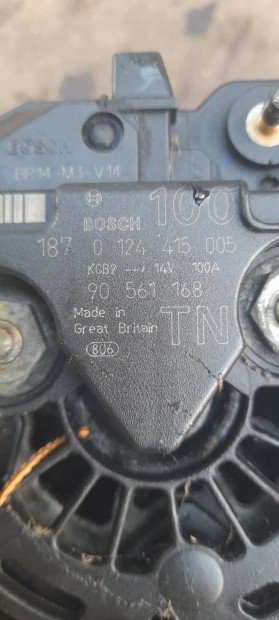 BR14-M3-V14
BOSCH 100
187 0 124 415 005
KCB2 --> 14V 100A
90 561 168
Made in
Great Britain TN
806